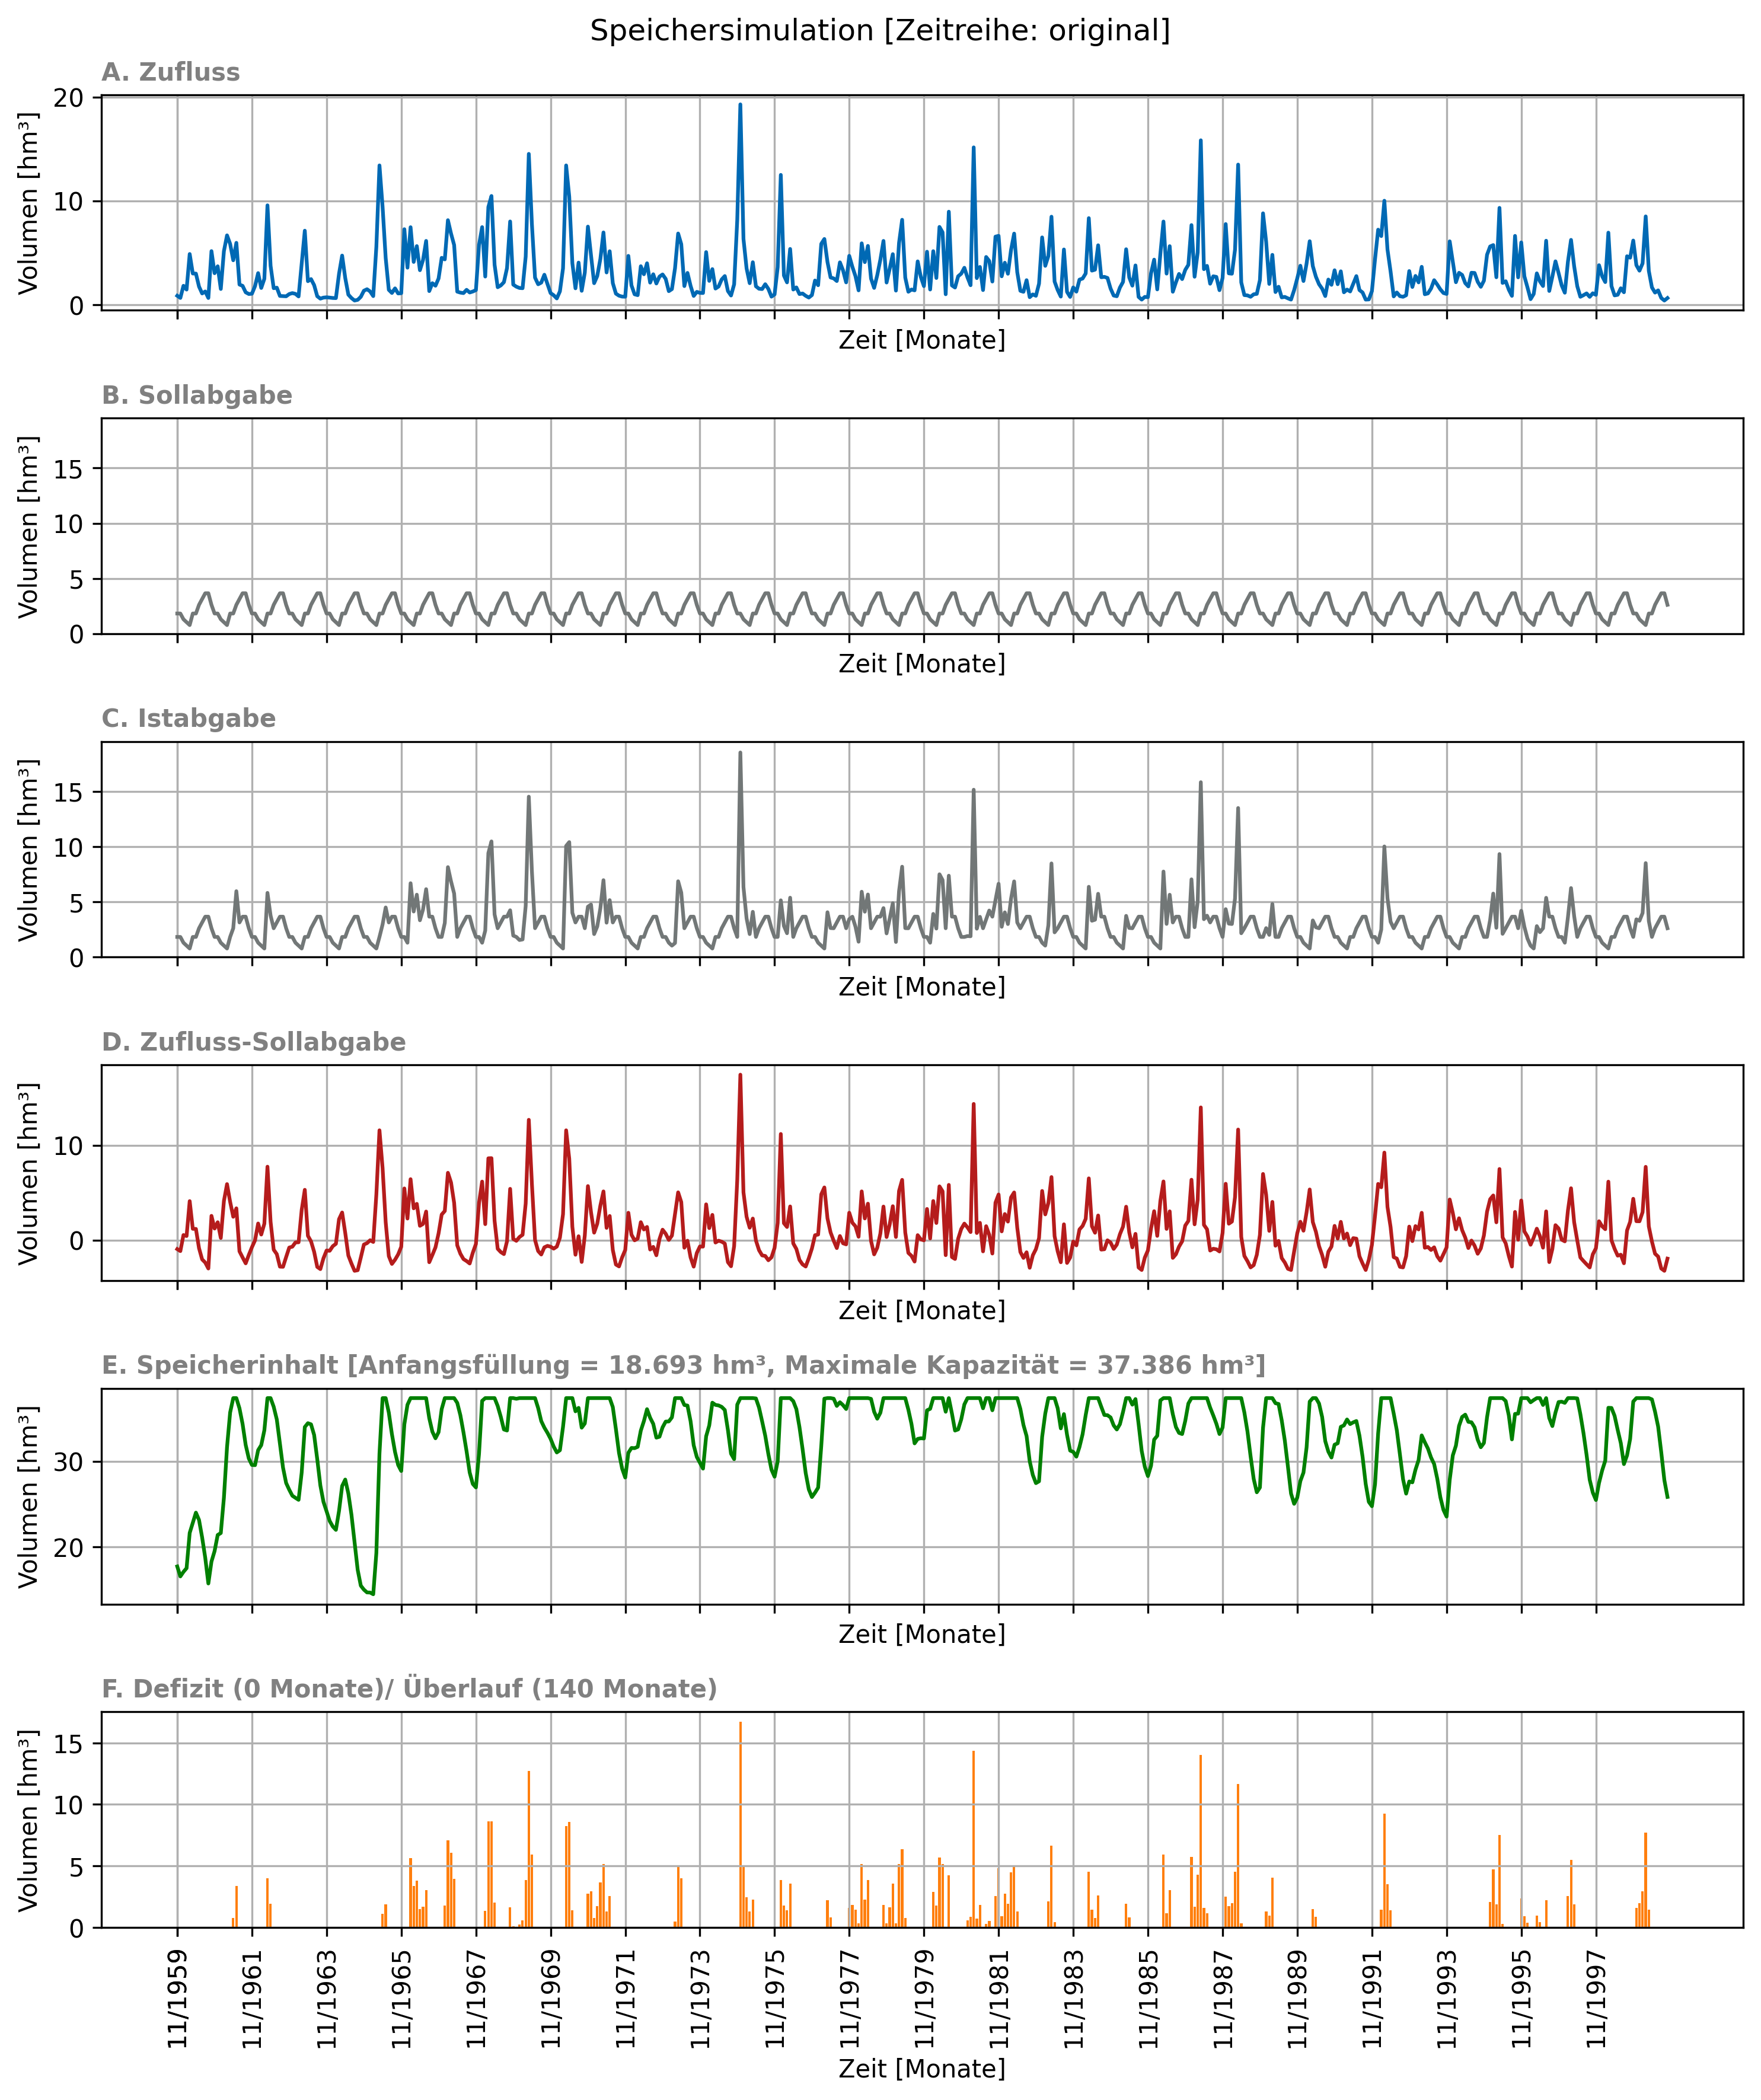 Speichersimulation [Zeitreihe: original]
A. Zufluss
Volumen [hm³]
20
10
0
Zeit [Monate]
B. Sollabgabe
Volumen [hm³]
15
10
5
0
Zeit [Monate]
C. Istabgabe
Volumen [hm³]
15
10
5
0
Zeit [Monate]
D. Zufluss-Sollabgabe
Volumen [hm³]
10
0
Zeit [Monate]
E. Speicherinhalt [Anfangsfüllung = 18.693 hm³, Maximale Kapazität = 37.386 hm³]
Volumen [hm³]
30
20
Zeit [Monate]
F. Defizit (0 Monate)/ Überlauf (140 Monate)
Volumen [hm³]
15
10
5
0
11/1959
11/1961
11/1963
11/1965
11/1967
11/1969
11/1971
11/1973
11/1975
11/1977
11/1979
11/1981
11/1983
11/1985
11/1987
11/1989
11/1991
11/1993
11/1995
11/1997
Zeit [Monate]